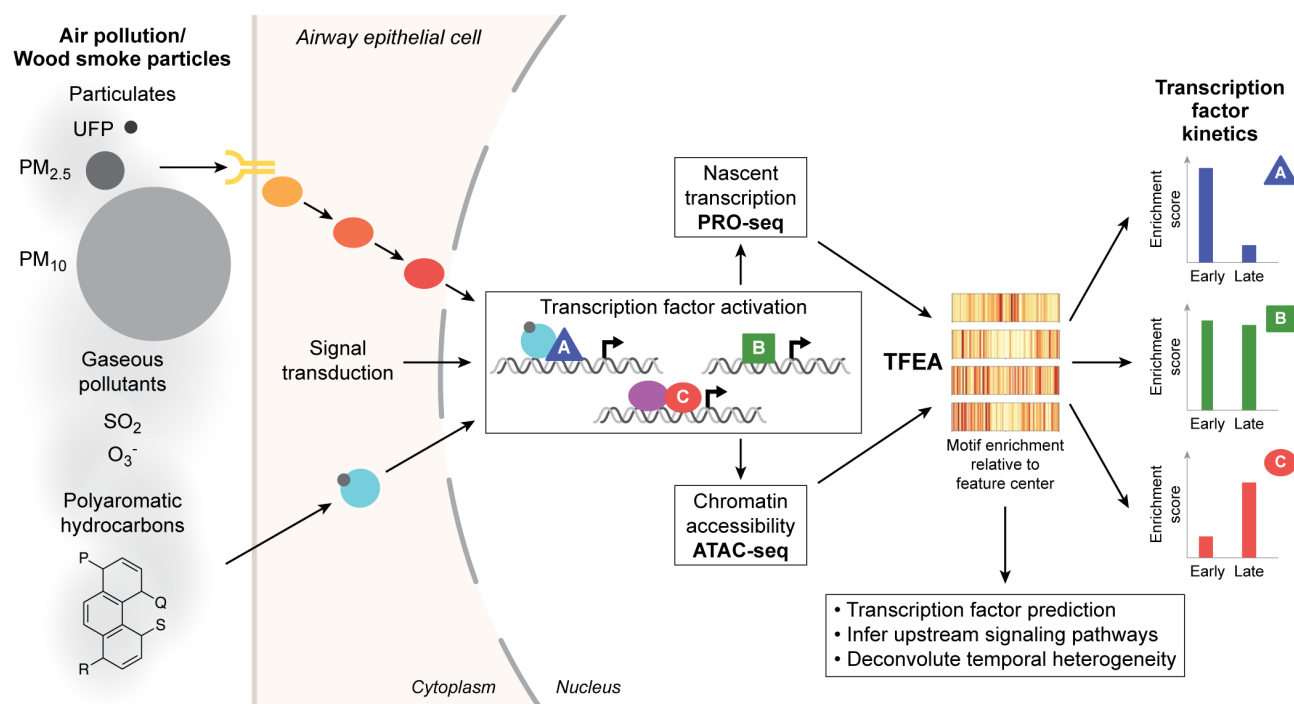 Air pollution/
Wood smoke particles
Particulates
UFP
PM2.5
PM10
Gaseous
pollutants
SO2
O3-
Polyaromatic
hydrocarbons
P
Q
S
R
Airway epithelial cell
Signal
transduction
Cytoplasm
Nucleus
Nascent
transcription
PRO-seq
Transcription factor activation
A
B
C
Chromatin
accessibility
ATAC-seq
TFEA
Motif enrichment
relative to
feature center
• Transcription factor prediction
• Infer upstream signaling pathways
• Deconvolute temporal heterogeneity
Transcription
factor
kinetics
Enrichment
score
A
Early Late
Enrichment
score
B
Early Late
Enrichment
score
C
Early Late